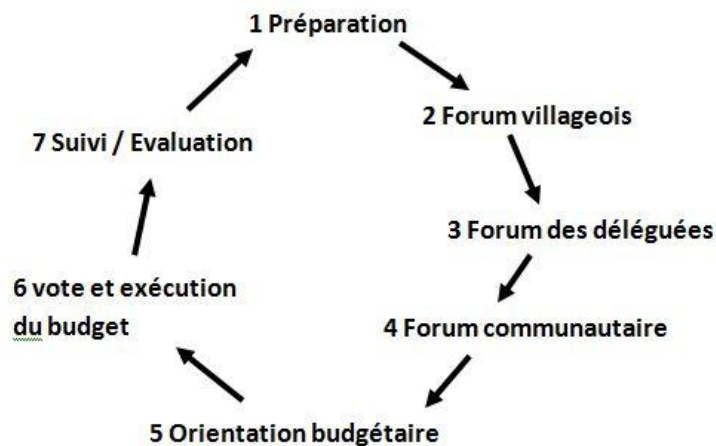 1 Préparation
2 Forum villageois
3 Forum des déléguées
4 Forum communautaire
5 Orientation budgétaire
6 vote et exécution
du budget
7 Suivi / Evaluation